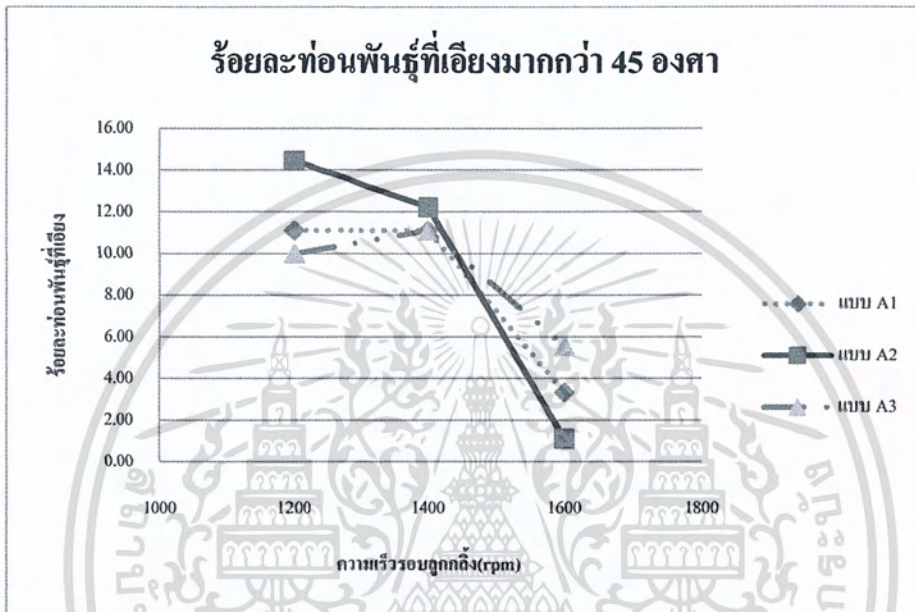 ร้อยละท่อนพันธุ์ที่เอียงมากกว่า 45 องศา
ร้อยละท่อนพันธุ์ที่เอียง
16.00
14.00
12.00
10.00
8.00
6.00
4.00
2.00
0.00
1000 1200 1400 1600 1800
ความเร็วรอบลูกกลิ้ง(rpm)
แบบ A1
แบบ A2
แบบ A3